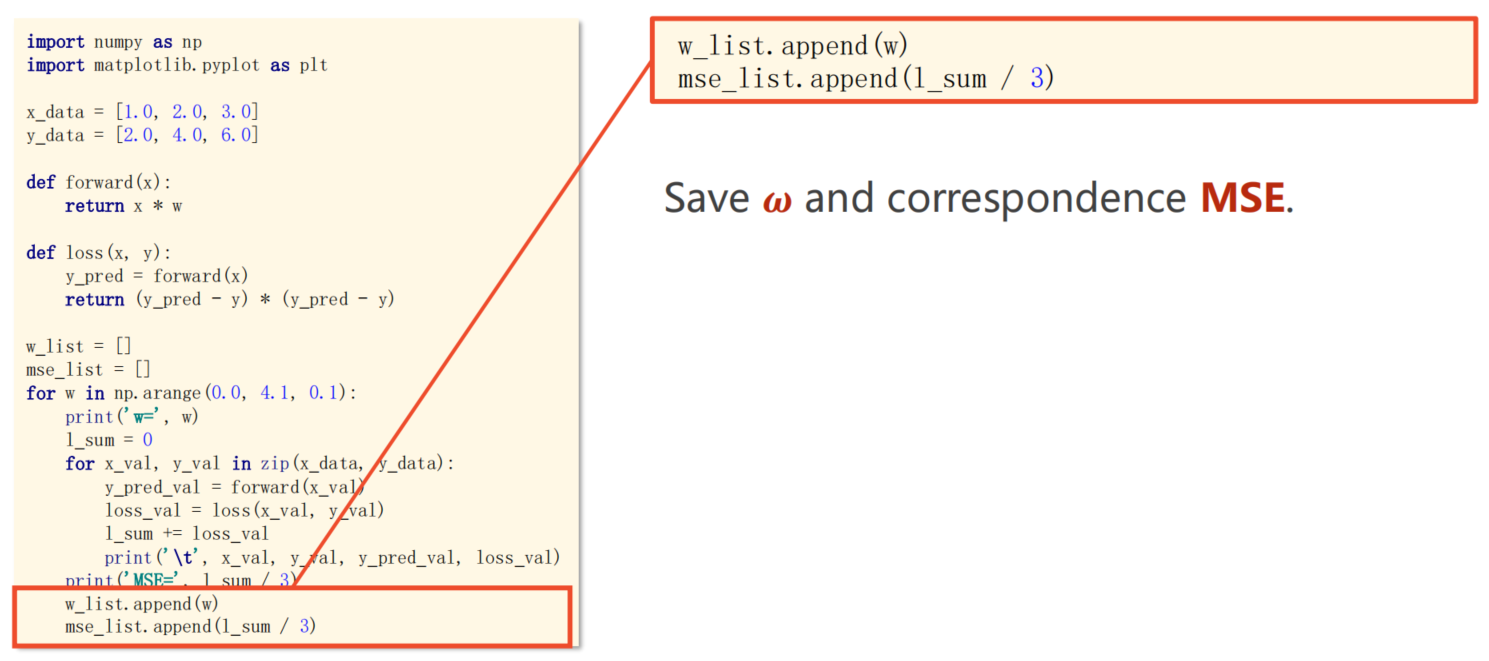 import numpy as np
import matplotlib.pyplot as plt
x_data = [1.0, 2.0, 3.0]
y_data = [2.0, 4.0, 6.0]
def forward(x):
    return x * w
def loss(x, y):
    y_pred = forward(x)
    return (y_pred - y) * (y_pred - y)
w_list = []
mse_list = []
for w in np.arange(0.0, 4.1, 0.1):
    print('w=', w)
    l_sum = 0
    for x_val, y_val in zip(x_data, y_data):
        y_pred_val = forward(x_val)
        loss_val = loss(x_val, y_val)
        l_sum += loss_val
        print('\t', x_val, y_val, y_pred_val, loss_val)
    print('MSE=', l_sum / 3)
    w_list.append(w)
    mse_list.append(l_sum / 3)
w_list.append(w)
mse_list.append(l_sum / 3)
Save ω and correspondence MSE.